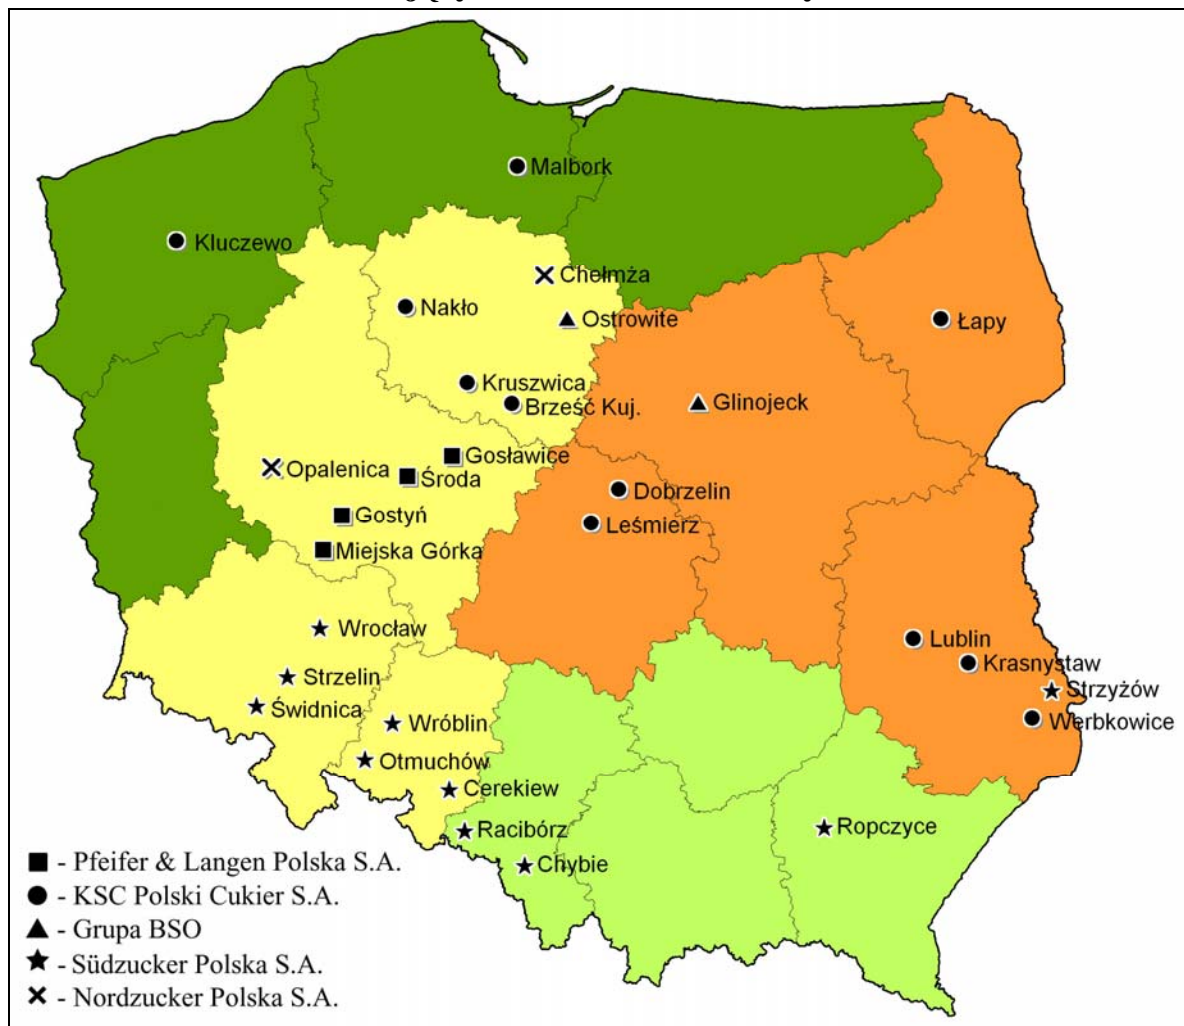 Malbork
Kluczewo
Chełmża
Nakło
Ostrowite
Łapy
Kruszwica
Brześć Kuj.
Glinojeck
Gosławice
Opalenica
Środa
Dobrzelin
Gostyń
Leśmierz
Miejska Górka
Wrocław
Lublin
Krasnystaw
Strzelin
Strzyżów
Świdnica
Wróblin
Werbkowice
Otmuchów
Cerekiew
Racibórz
Ropczyce
Chybie
- Pfeifer & Langen Polska S.A.
- KSC Polski Cukier S.A.
- Grupa BSO
- Südzucker Polska S.A.
- Nordzucker Polska S.A.